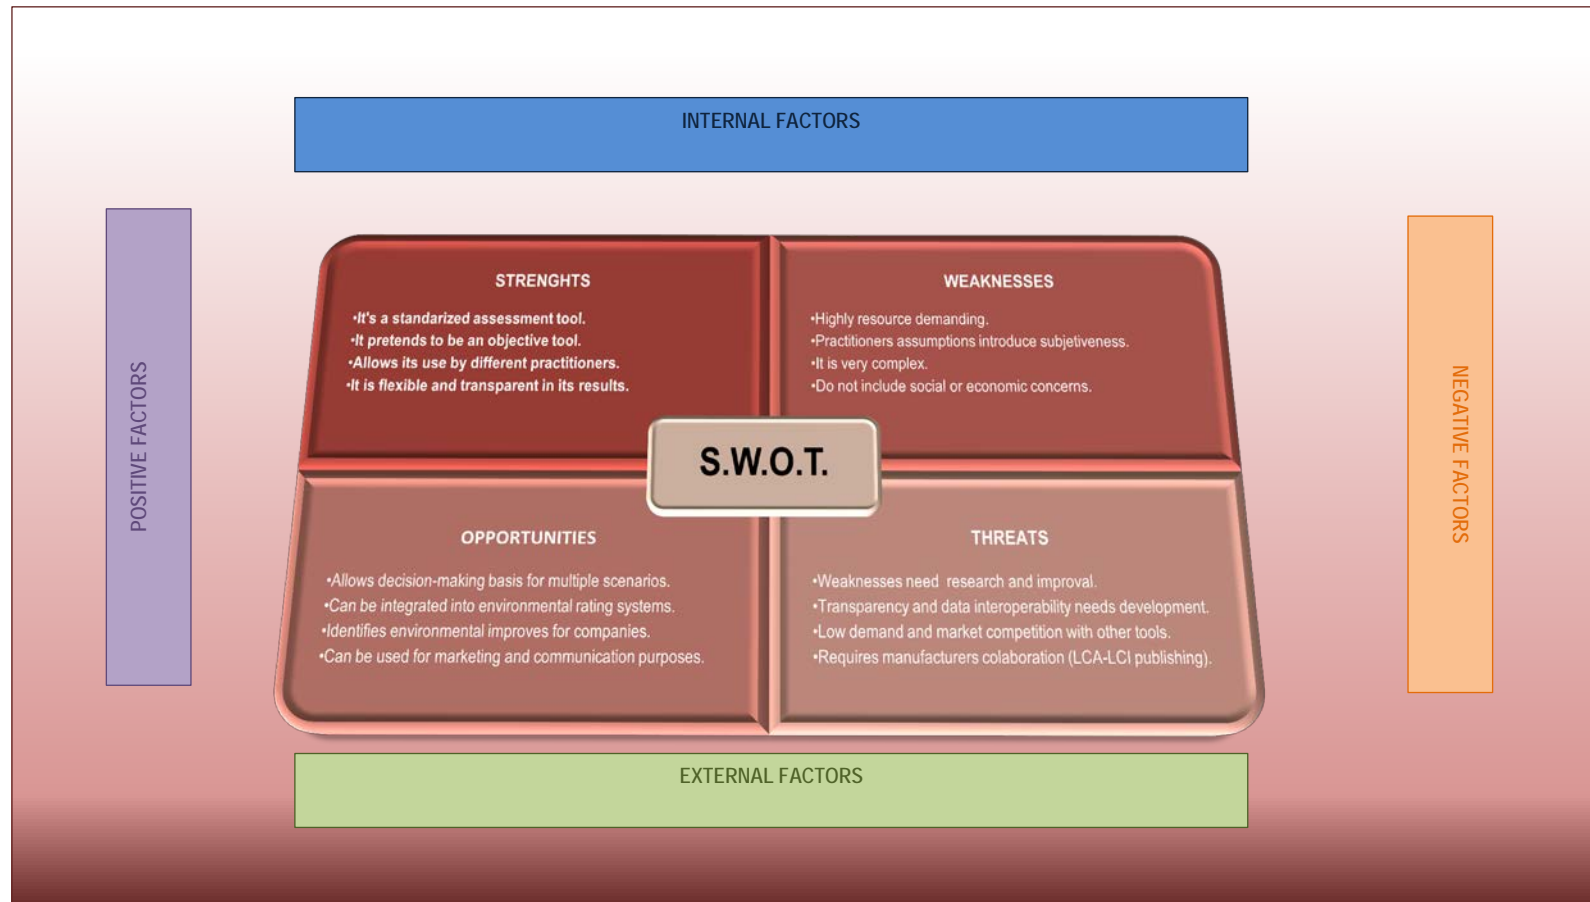 INTERNAL FACTORS
POSITIVE FACTORS
STRENGHTS
•It's a standarized assessment tool.
•It pretends to be an objective tool.
•Allows its use by different practitioners.
•It is flexible and transparent in its results.
WEAKNESSES
•Highly resource demanding.
•Practitioners assumptions introduce subjetiveness.
•It is very complex.
•Do not include social or economic concerns.
NEGATIVE FACTORS
S.W.O.T.
OPPORTUNITIES
•Allows decision-making basis for multiple scenarios.
•Can be integrated into environmental rating systems.
•Identifies environmental improves for companies.
•Can be used for marketing and communication purposes.
THREATS
•Weaknesses need research and improval.
•Transparency and data interoperability needs development.
•Low demand and market competition with other tools.
•Requires manufacturers colaboration (LCA-LCI publishing).
EXTERNAL FACTORS